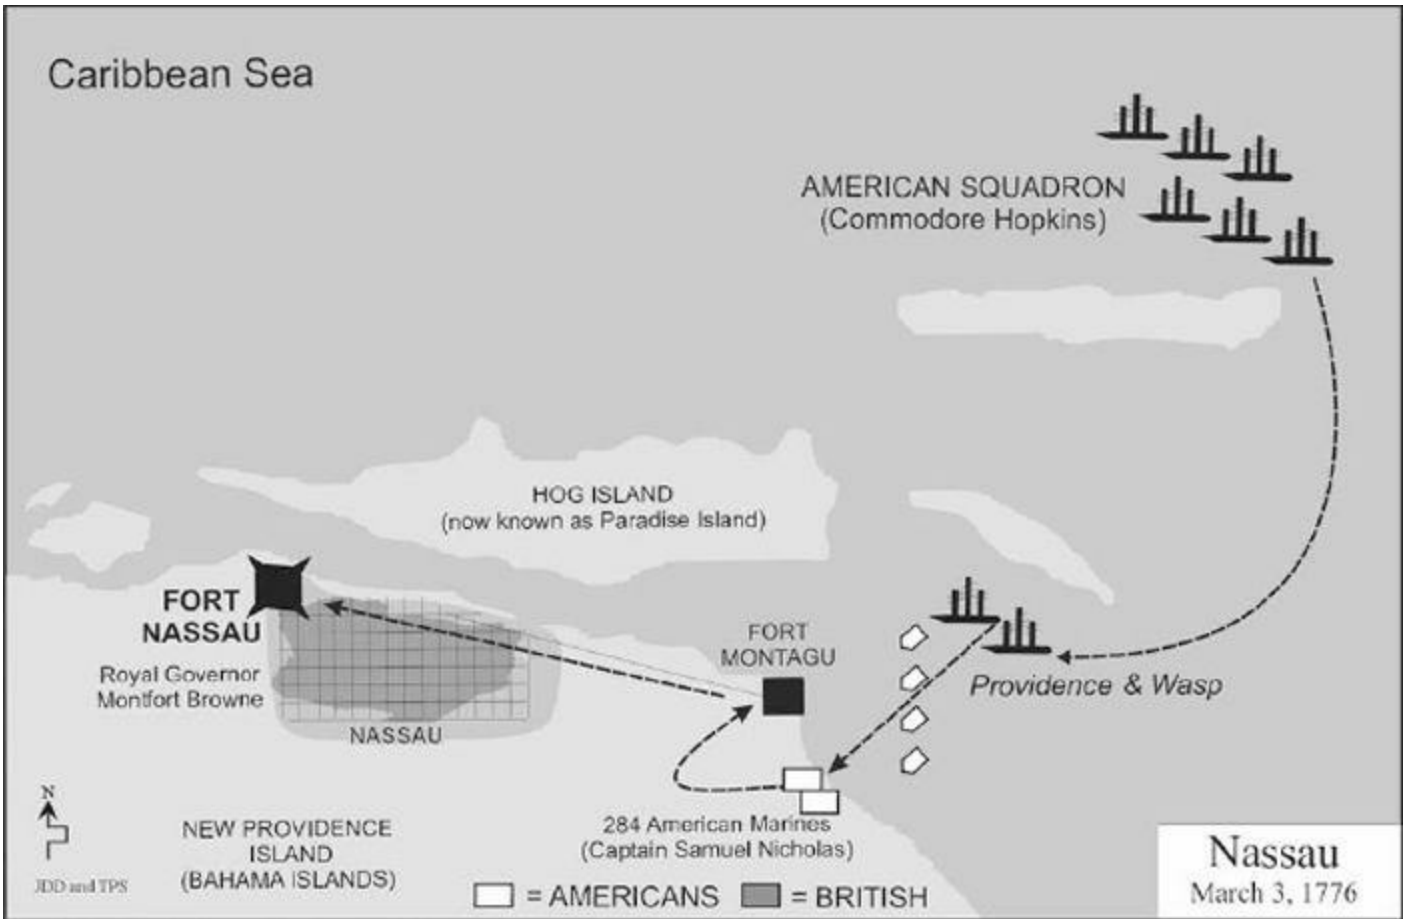 Caribbean Sea
AMERICAN SQUADRON
(Commodore Hopkins)
HOG ISLAND
(now known as Paradise Island)
FORT
NASSAU
Royal Governor
Montfort Browne
NASSAU
FORT
MONTAGU
Providence & Wasp
284 American Marines
(Captain Samuel Nicholas)
N
JDD and TPS
NEW PROVIDENCE
ISLAND
(BAHAMA ISLANDS)
= AMERICANS = BRITISH
Nassau
March 3, 1776